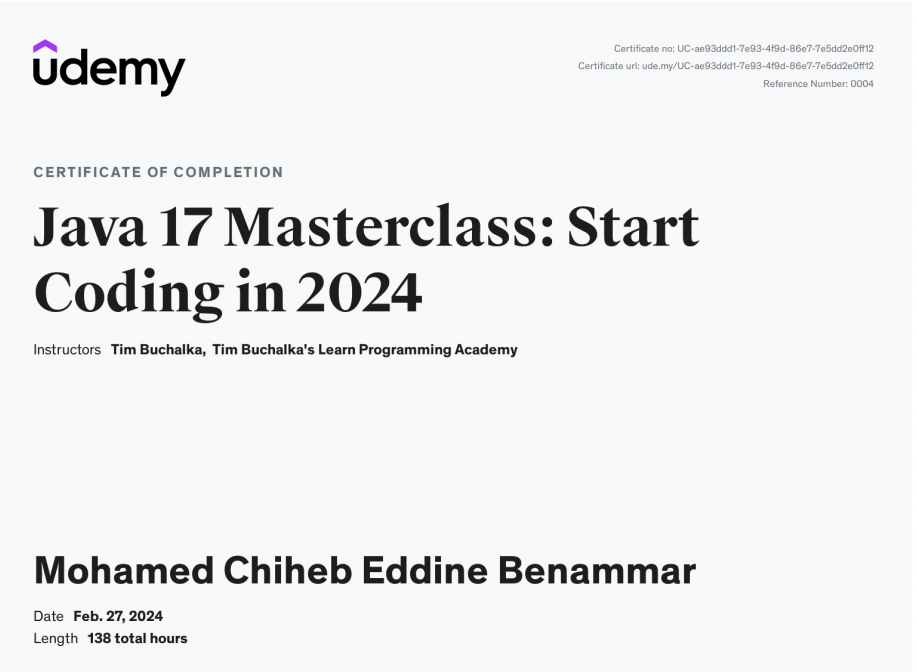 udemy
Certificate no: UC-ae93ddd1-7e93-4f9d-86e7-7e5dd2e0ff12
Certificate url: ude.my/UC-ae93ddd1-7e93-4f9d-86e7-7e5dd2e0ff12
Reference Number: 0004
CERTIFICATE OF COMPLETION
Java 17 Masterclass: Start
Coding in 2024
Instructors Tim Buchalka, Tim Buchalka's Learn Programming Academy
Mohamed Chiheb Eddine Benammar
Date Feb. 27, 2024
Length 138 total hours